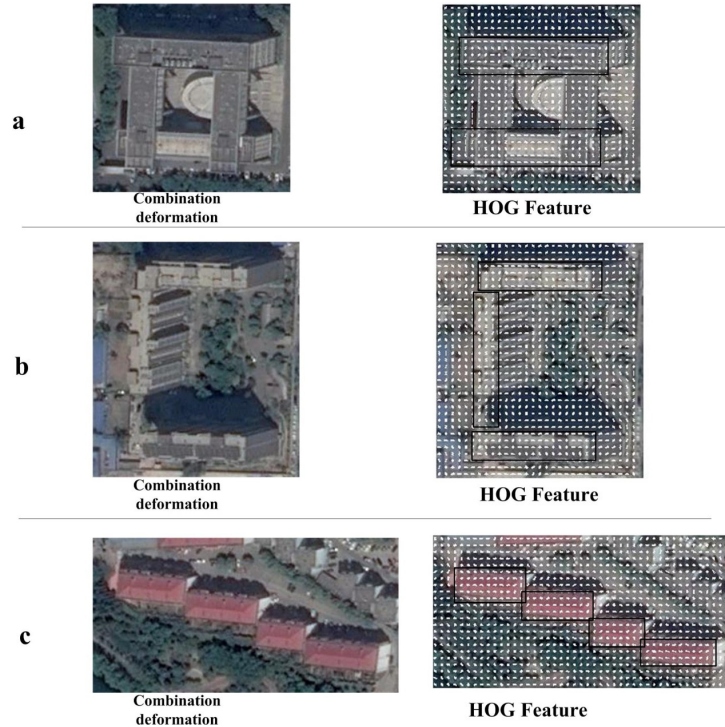 a
Combination
deformation
HOG Feature
b
Combination
deformation
HOG Feature
c
Combination
deformation
HOG Feature